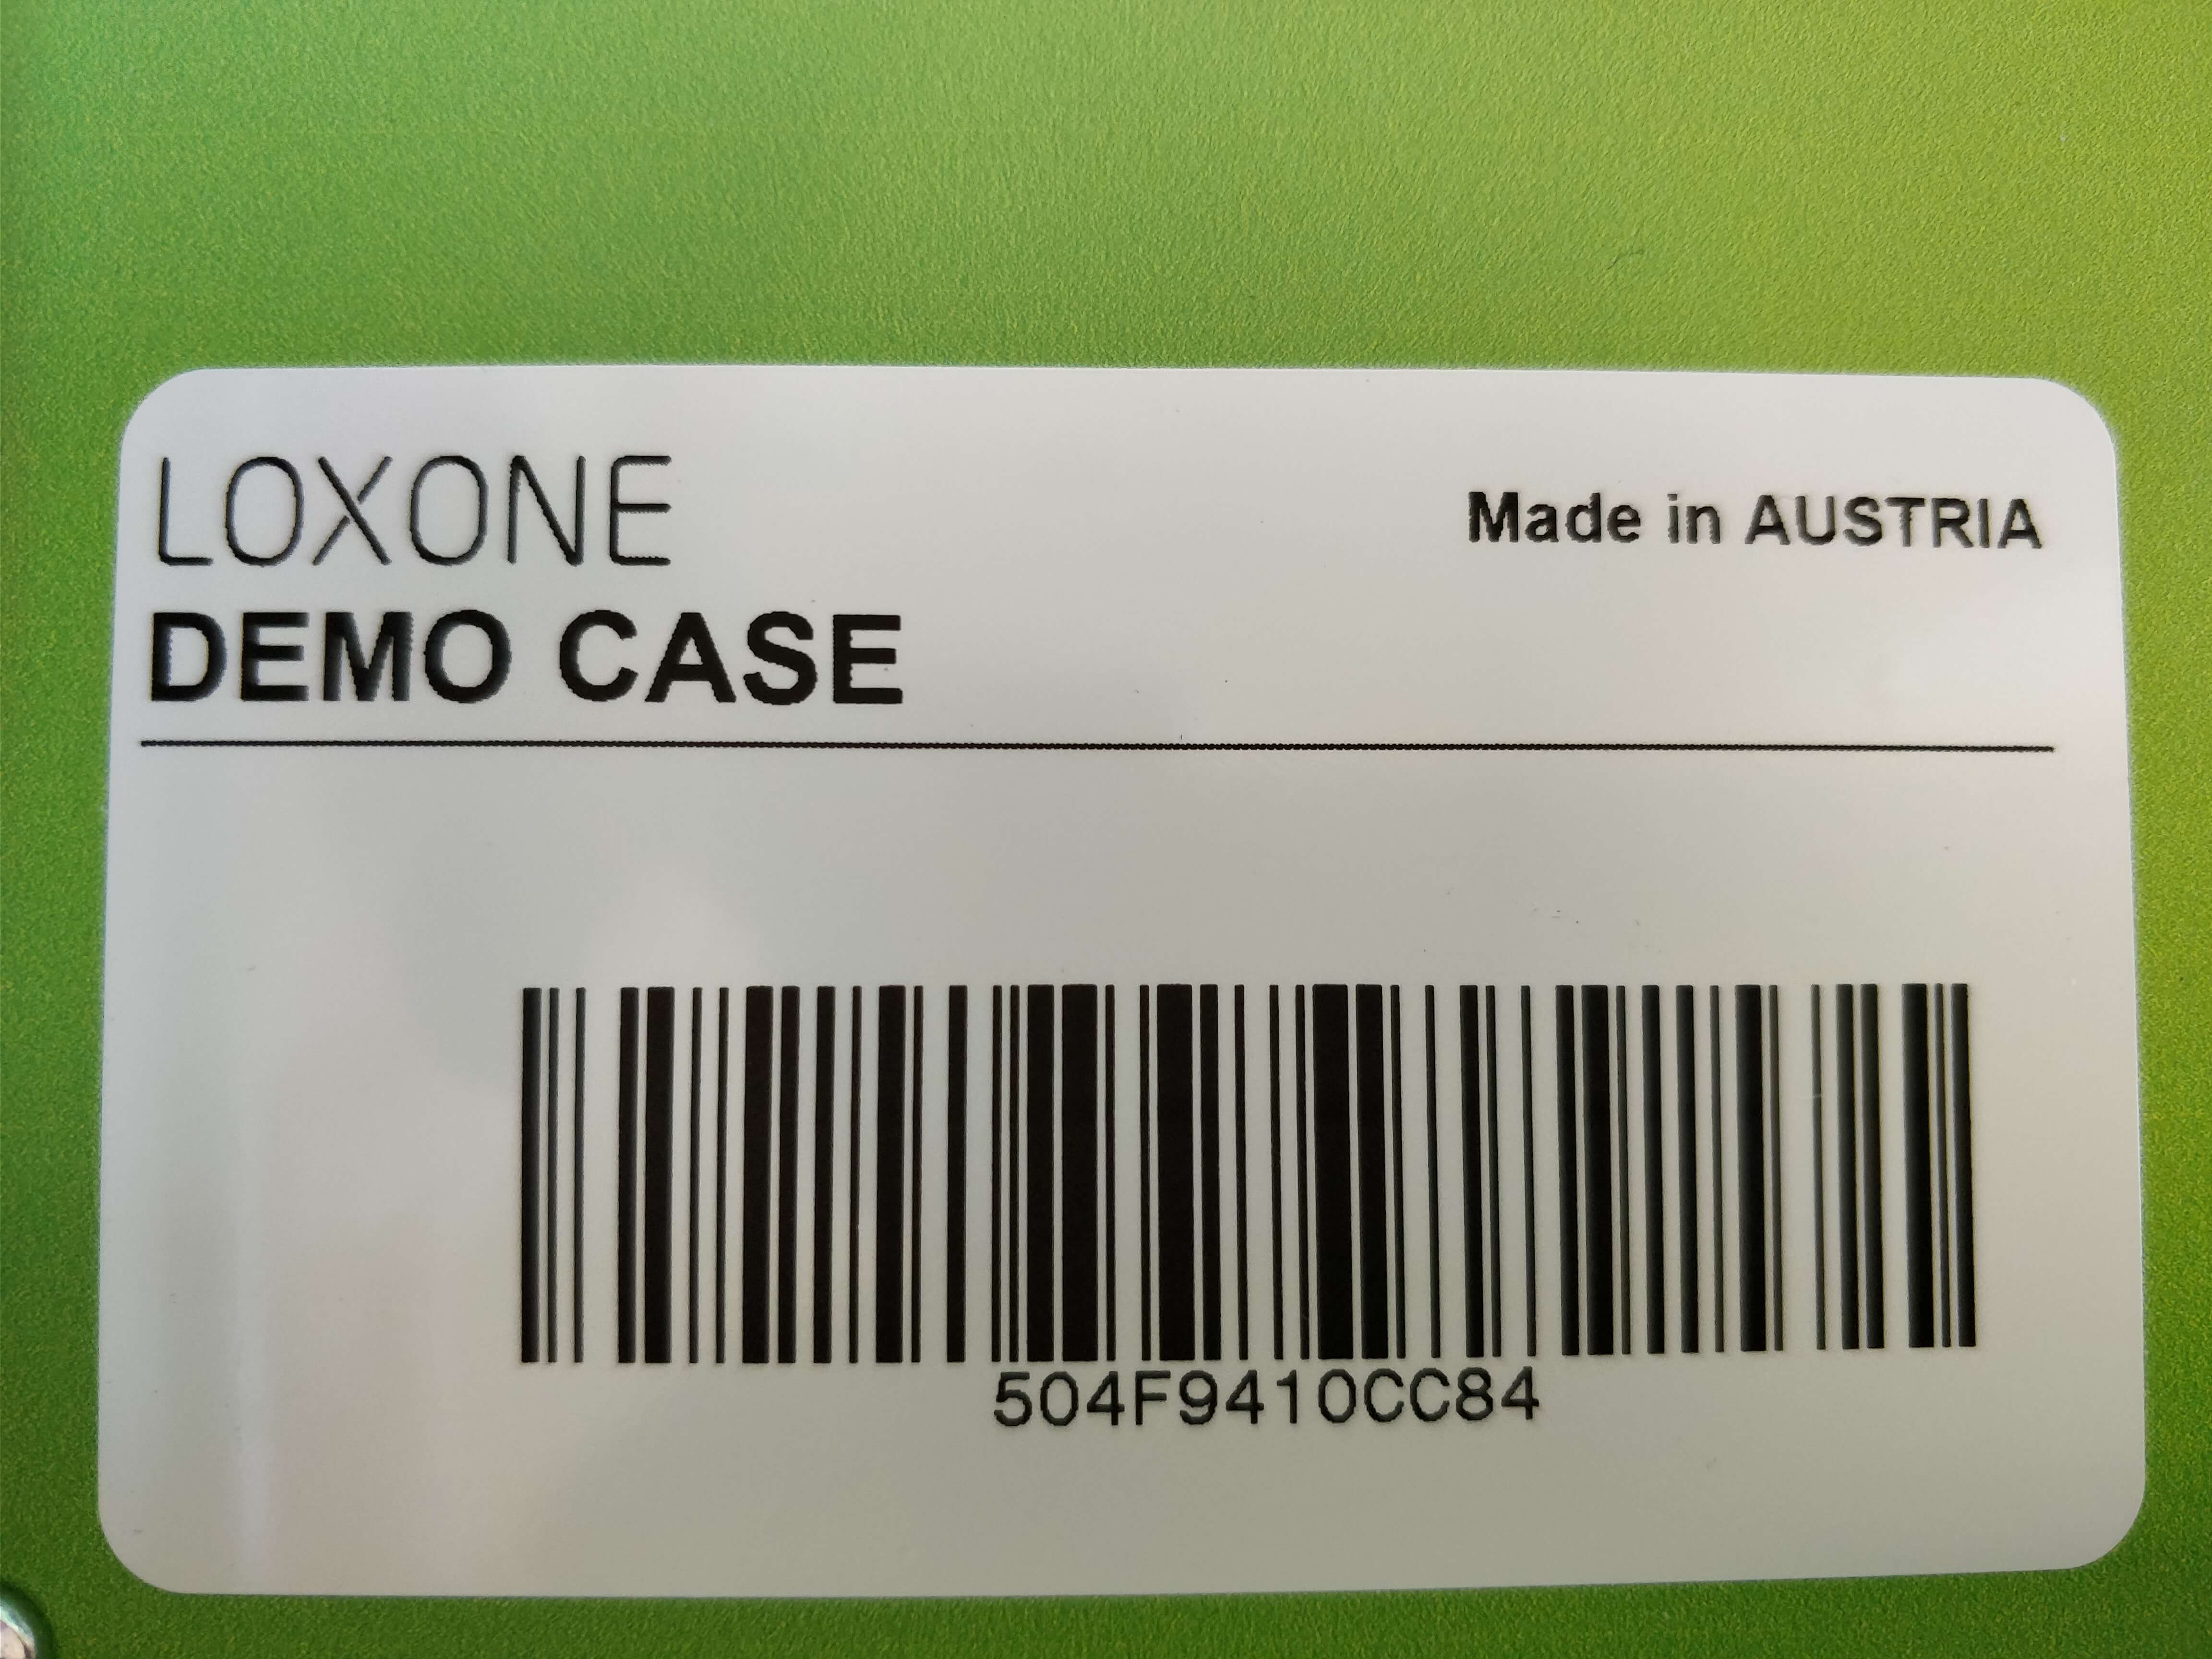 LOXONE
Made in AUSTRIA
DEMO CASE
504F9410CC84